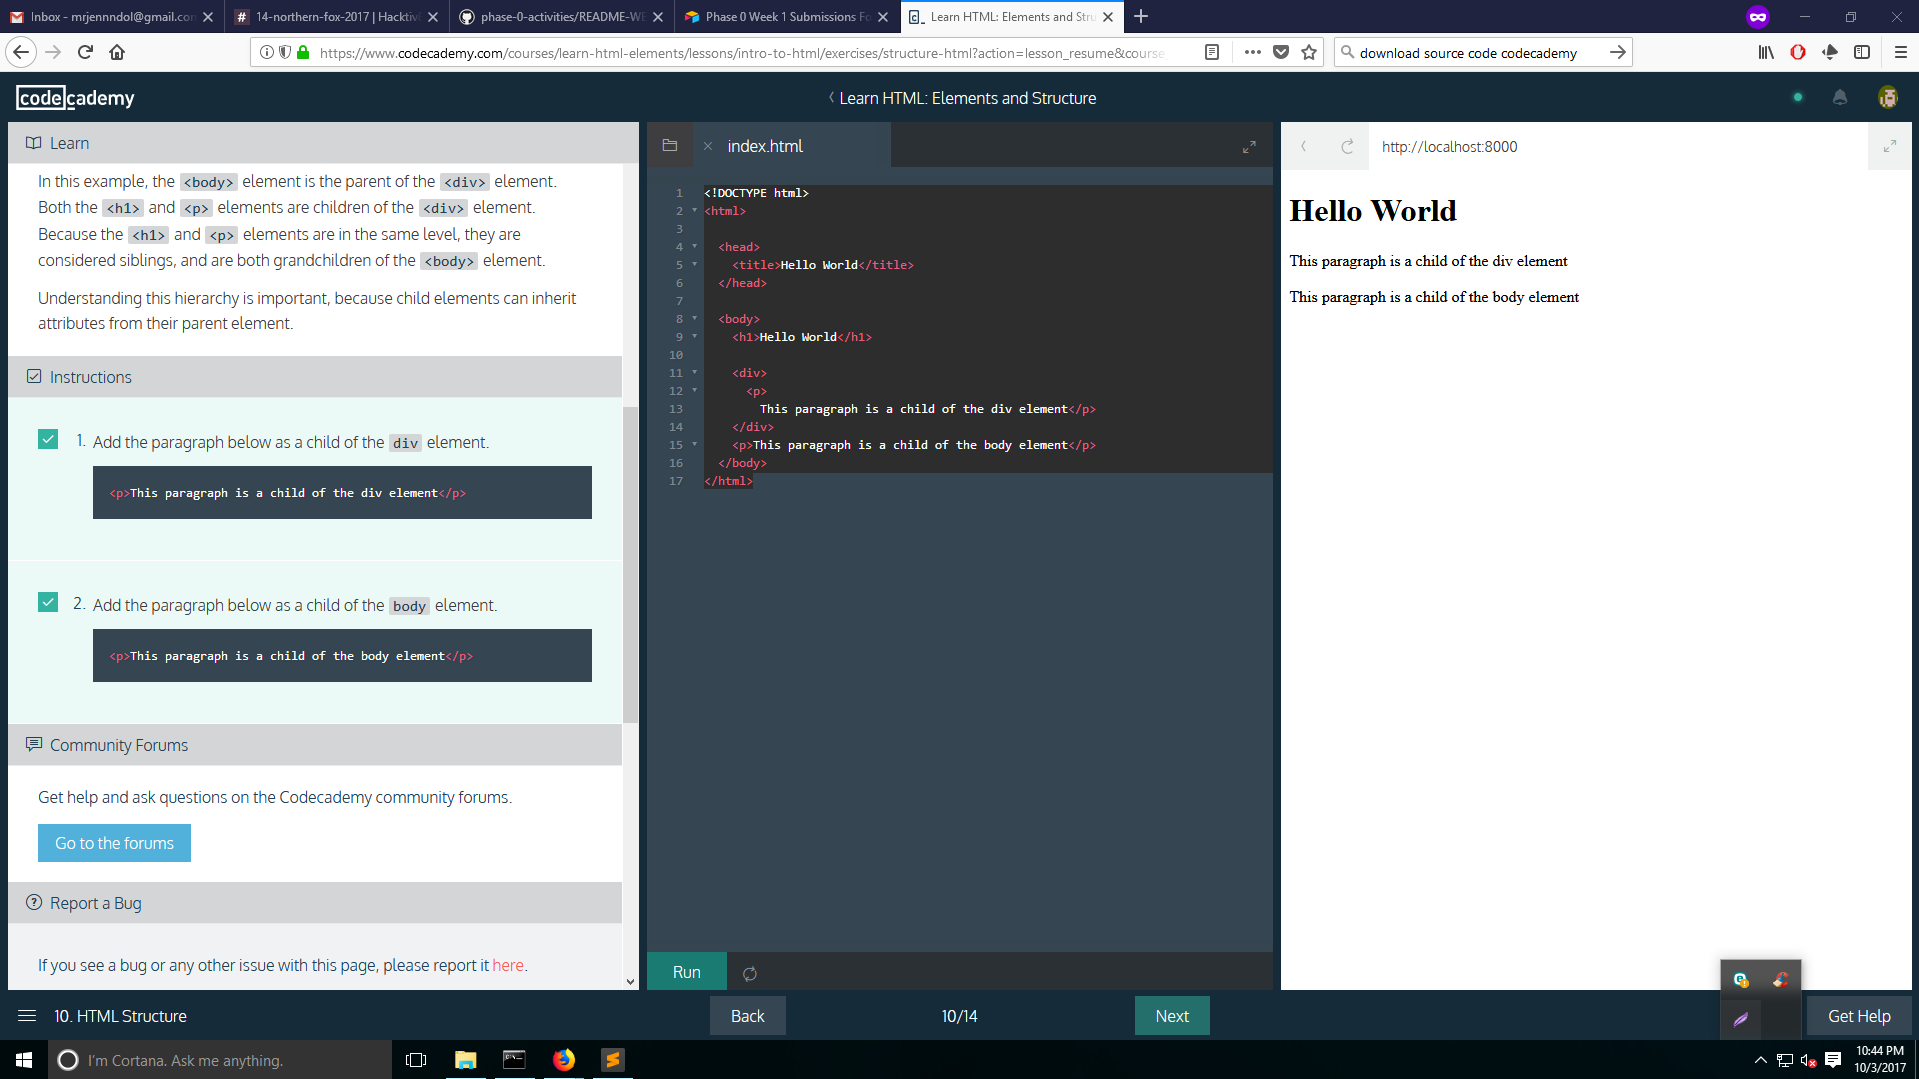 Inbox - mrjennndol@gmail.con
14-northern-fox-2017 | Hacktiv
phase-0-activities/README-WE
Phase 0 Week 1 Submissions Fo
Learn HTML: Elements and Stru
https://www.codecademy.com/courses/learn-html-elements/lessons/intro-to-html/exercises/structure-html?action=lesson_resume&course
download source code codecademy
codecademy
Learn HTML: Elements and Structure
Learn
In this example, the <body> element is the parent of the <div> element.
Both the <h1> and <p> elements are children of the <div> element.
Because the <h1> and <p> elements are in the same level, they are
considered siblings, and are both grandchildren of the <body> element.
Understanding this hierarchy is important, because child elements can inherit
attributes from their parent element.
Instructions
1. Add the paragraph below as a child of the div element.
<p>This paragraph is a child of the div element</p>
2. Add the paragraph below as a child of the body element.
<p>This paragraph is a child of the body element</p>
Community Forums
Get help and ask questions on the Codecademy community forums.
Go to the forums
Report a Bug
If you see a bug or any other issue with this page, please report it here.
index.html
1 <!DOCTYPE html>
2 <html>
3
4 <head>
5 <title>Hello World</title>
6 </head>
7
8 <body>
9 <h1>Hello World</h1>
10
11 <div>
12 <p>
13 This paragraph is a child of the div element</p>
14 </div>
15 <p>This paragraph is a child of the body element</p>
16 </body>
17 </html>
Run
http://localhost:8000
Hello World
This paragraph is a child of the div element
This paragraph is a child of the body element
10. HTML Structure
Back
10/14
Next
Get Help
I'm Cortana. Ask me anything.
10:44 PM
10/3/2017